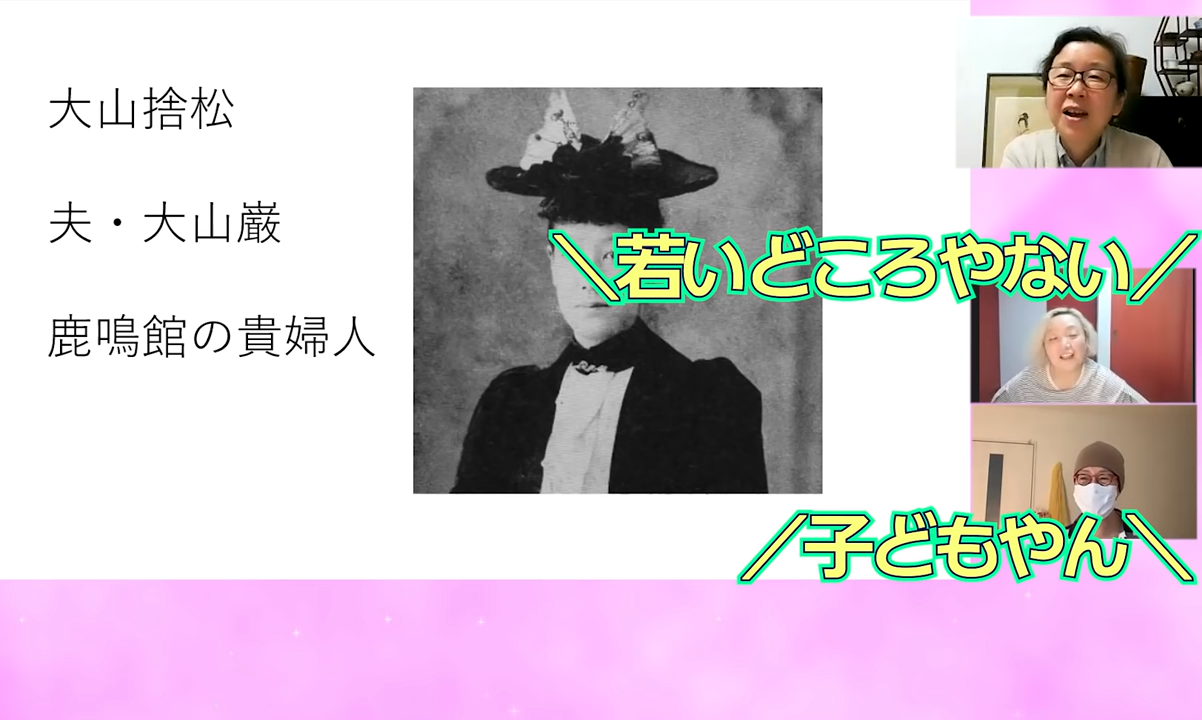 大山捨松
夫・大山巌
鹿鳴館の貴婦人
＼若いどころやない／
／子どもやん＼